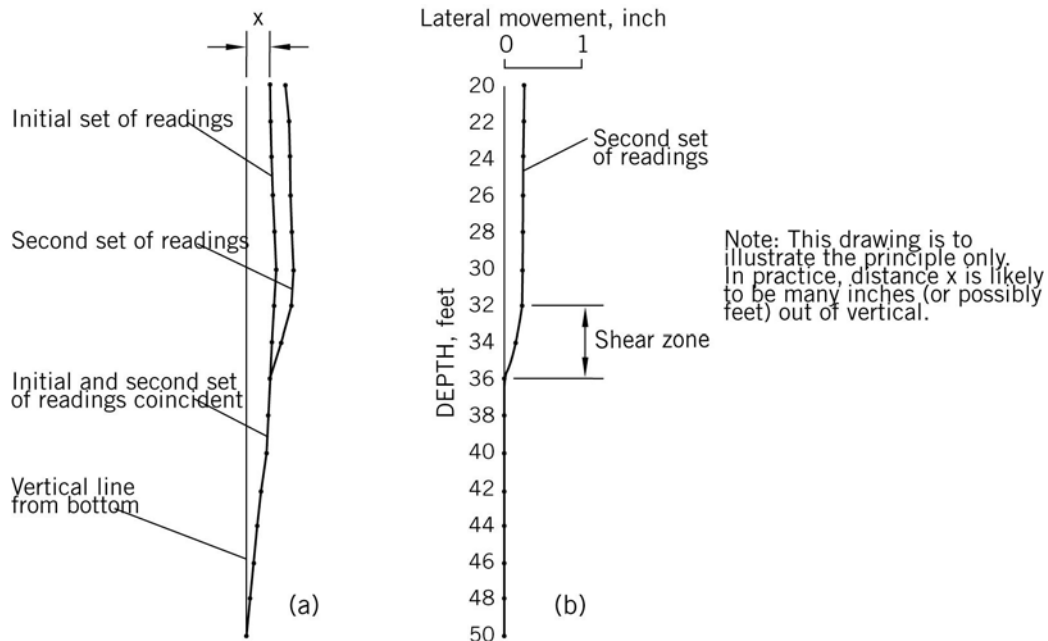 x
Initial set of readings
Second set of readings
Initial and second set
of readings coincident
Vertical line
from bottom
(a)
Lateral movement, inch
0 1
DEPTH, feet
20
22
24
26
28
30
32
34
36
38
40
42
44
46
48
50
Second set
of readings
Shear zone
(b)
Note: This drawing is to
illustrate the principle only.
In practice, distance x is likely
to be many inches (or possibly
feet) out of vertical.